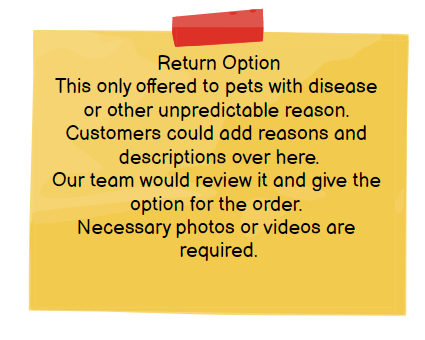 Return Option
This only offered to pets with disease
or other unpredictable reason.
Customers could add reasons and
descriptions over here.
Our team would review it and give the
option for the order.
Necessary photos or videos are
required.